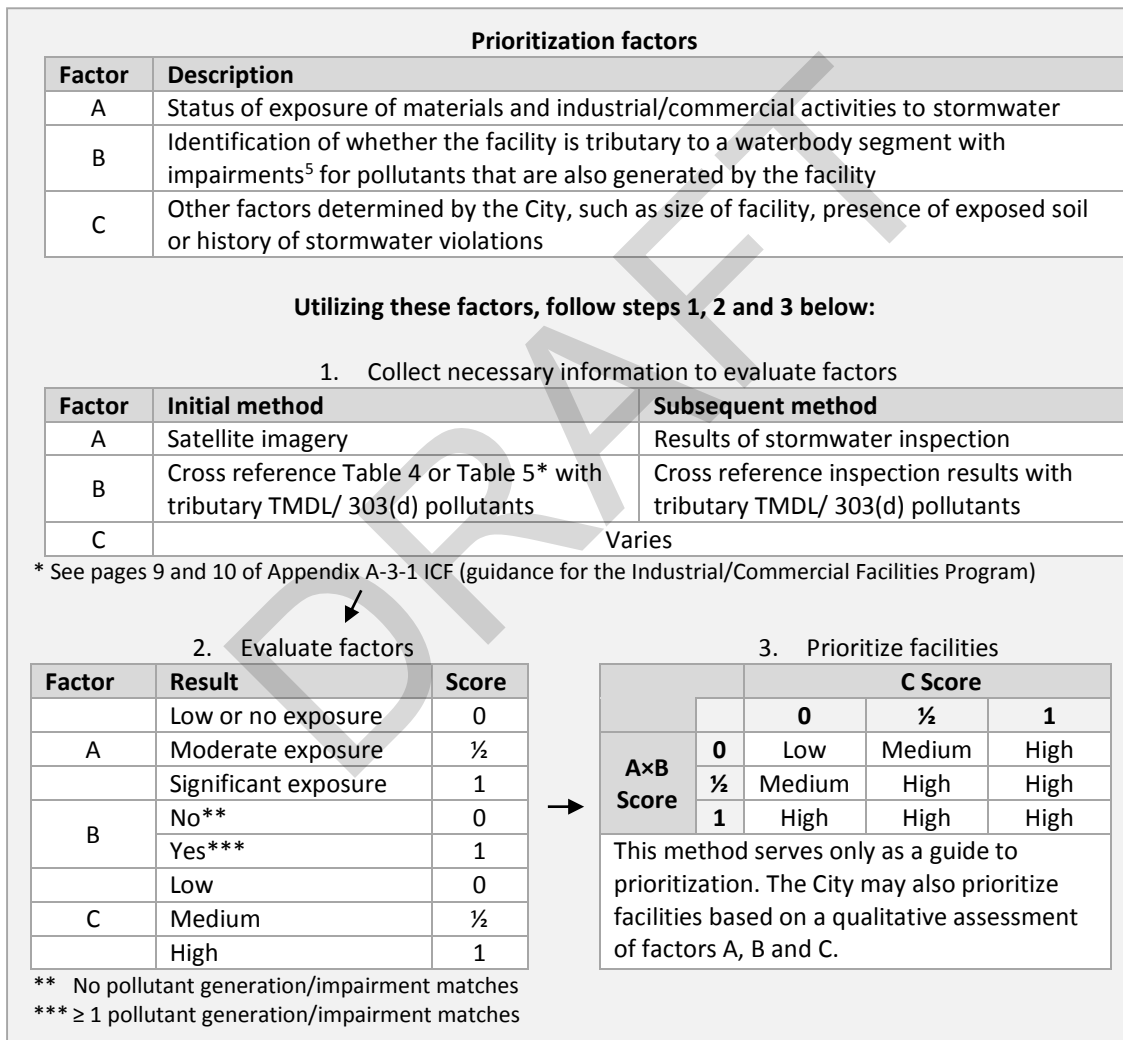 Prioritization factors
Factor Description
A Status of exposure of materials and industrial/commercial activities to stormwater
B Identification of whether the facility is tributary to a waterbody segment with
impairments⁵ for pollutants that are also generated by the facility
C Other factors determined by the City, such as size of facility, presence of exposed soil
or history of stormwater violations
Utilizing these factors, follow steps 1, 2 and 3 below:
1. Collect necessary information to evaluate factors
Factor Initial method Subsequent method
A Satellite imagery Results of stormwater inspection
B Cross reference Table 4 or Table 5* with Cross reference inspection results with
tributary TMDL/ 303(d) pollutants tributary TMDL/ 303(d) pollutants
C Varies
* See pages 9 and 10 of Appendix A-3-1 ICF (guidance for the Industrial/Commercial Facilities Program)
2. Evaluate factors
Factor Result Score
Low or no exposure 0
A Moderate exposure ½
Significant exposure 1
B No** 0
Yes*** 1
Low 0
C Medium ½
High 1
** No pollutant generation/impairment matches
*** ≥ 1 pollutant generation/impairment matches
3. Prioritize facilities
C Score
0 ½ 1
A×B Score
0 Low Medium High
½ Medium High High
1 High High High
This method serves only as a guide to
prioritization. The City may also prioritize
facilities based on a qualitative assessment
of factors A, B and C.
DRAFT